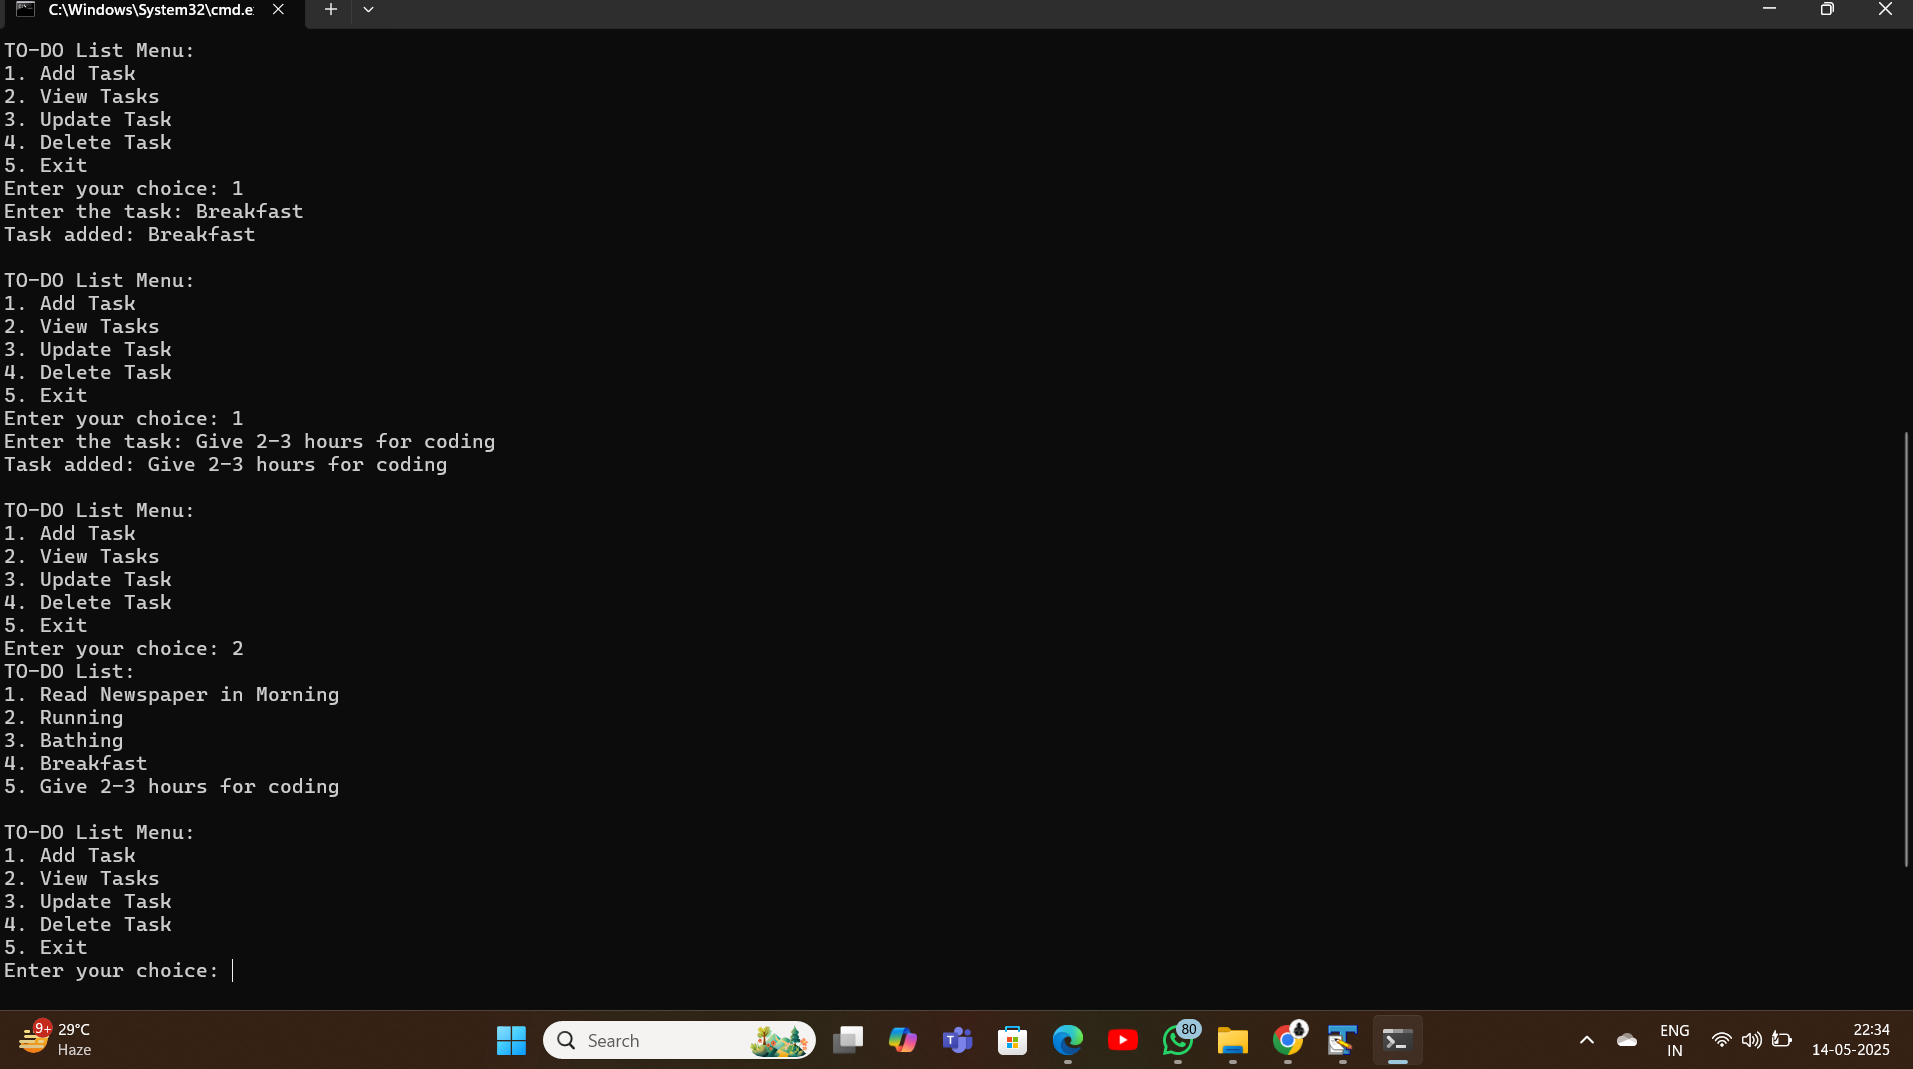 C:\Windows\System32\cmd.e
TO-DO List Menu:
1. Add Task
2. View Tasks
3. Update Task
4. Delete Task
5. Exit
Enter your choice: 1
Enter the task: Breakfast
Task added: Breakfast
TO-DO List Menu:
1. Add Task
2. View Tasks
3. Update Task
4. Delete Task
5. Exit
Enter your choice: 1
Enter the task: Give 2-3 hours for coding
Task added: Give 2-3 hours for coding
TO-DO List Menu:
1. Add Task
2. View Tasks
3. Update Task
4. Delete Task
5. Exit
Enter your choice: 2
TO-DO List:
1. Read Newspaper in Morning
2. Running
3. Bathing
4. Breakfast
5. Give 2-3 hours for coding
TO-DO List Menu:
1. Add Task
2. View Tasks
3. Update Task
4. Delete Task
5. Exit
Enter your choice:
9+ 29°C
Haze
Search
80
ENG
IN
22:34
14-05-2025